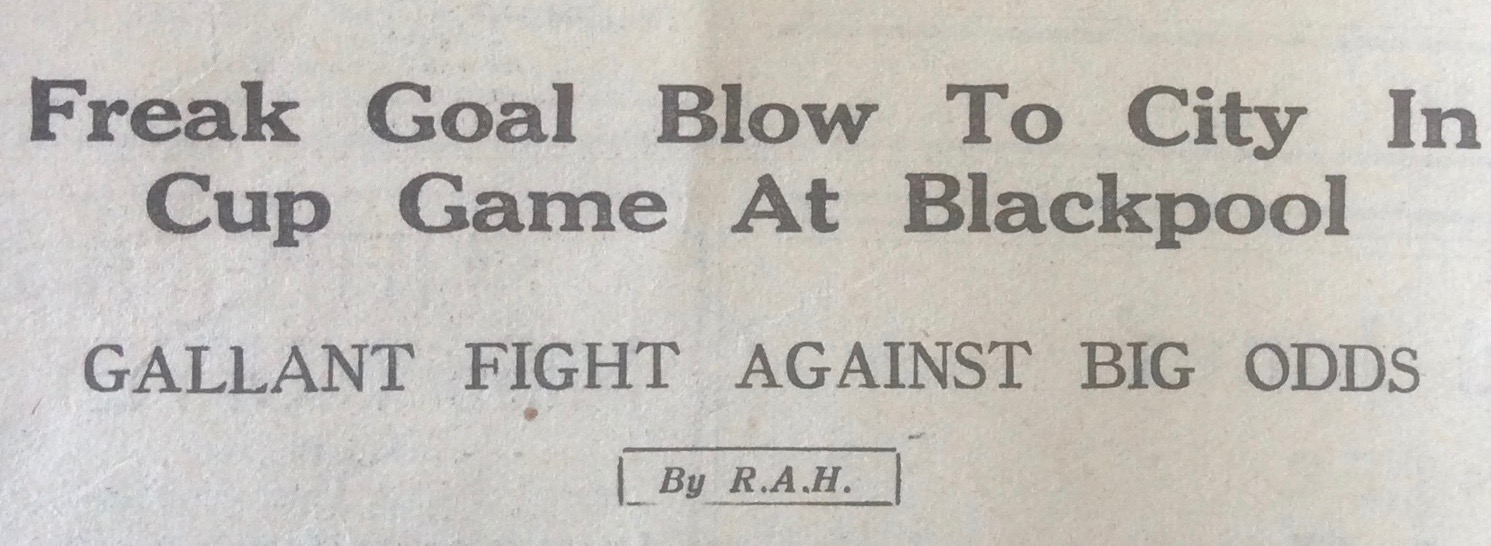 Freak Goal Blow To City In
Cup Game At Blackpool
GALLANT FIGHT AGAINST BIG ODDS
By R.A.H.